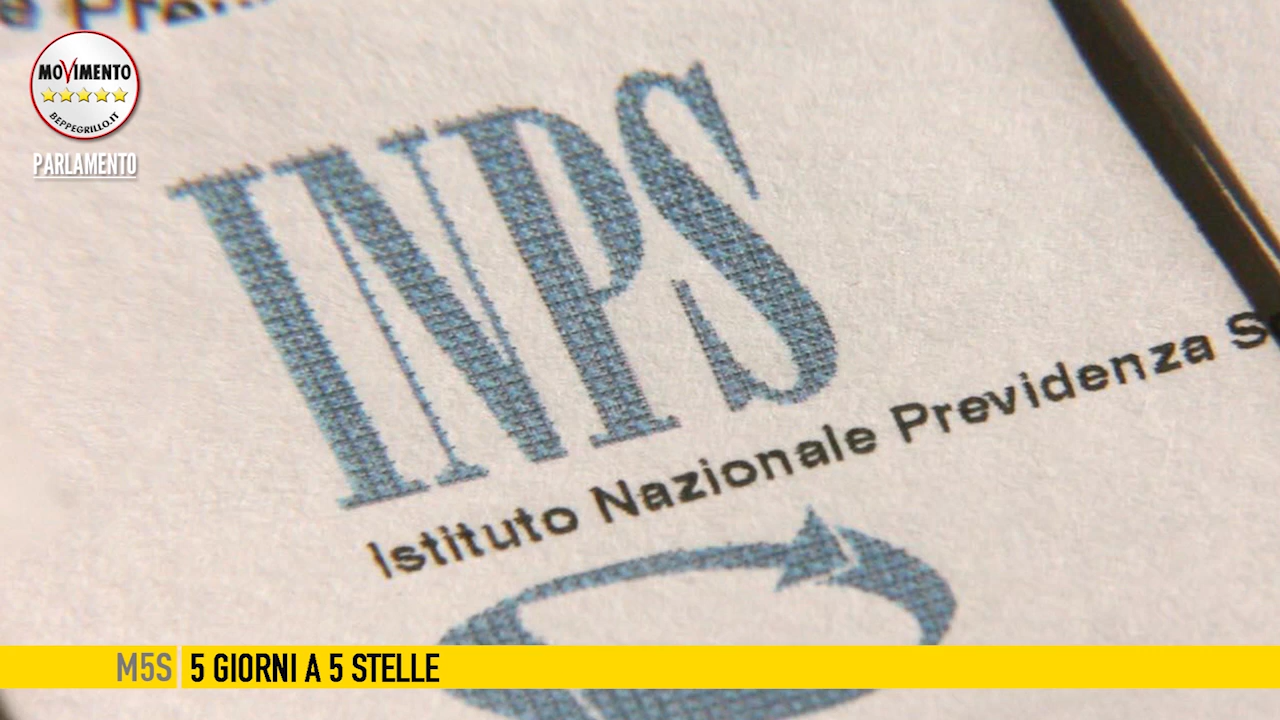 MOVIMENTO
BEPPEGRILLO.IT
PARLAMENTO
INPS
Istituto Nazionale Previdenza S
M5S 5 GIORNI A 5 STELLE